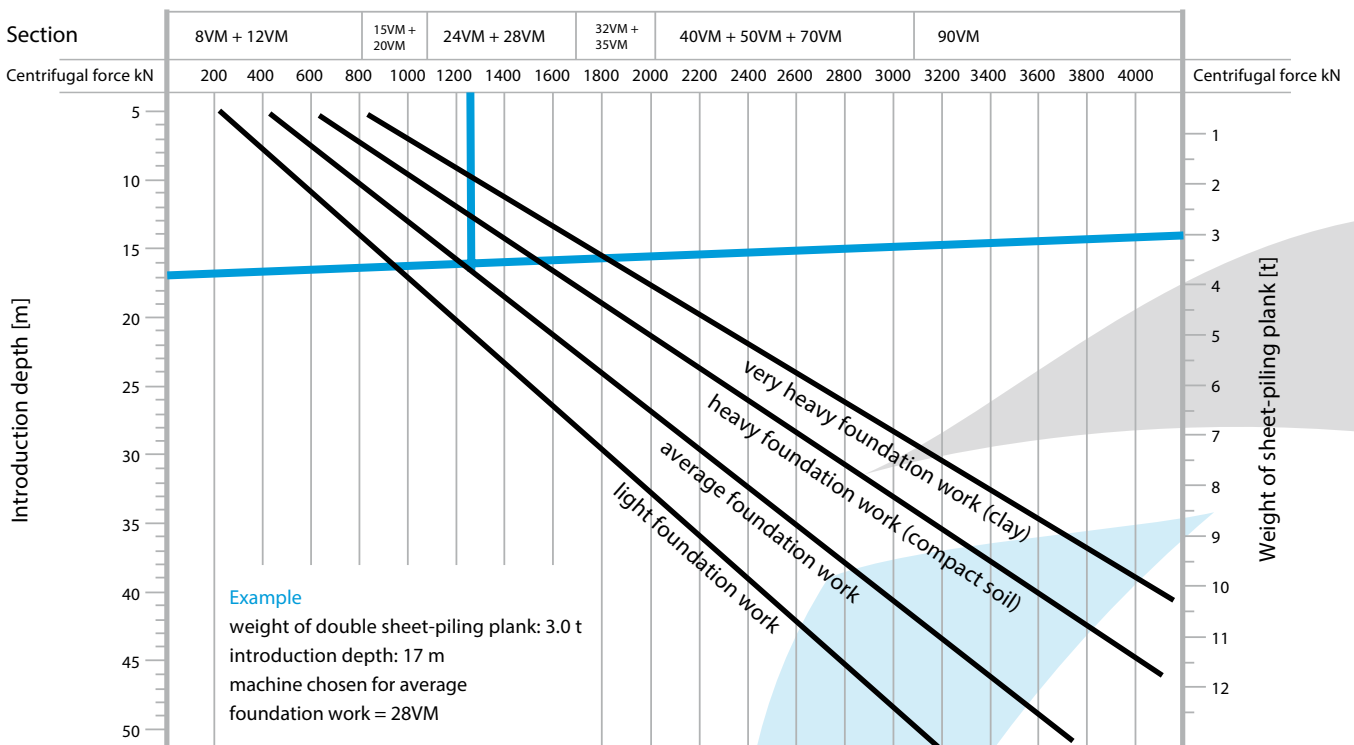 Section 8VM + 12VM 15VM + 20VM 24VM + 28VM 32VM + 35VM 40VM + 50VM + 70VM 90VM
Centrifugal force kN 200 400 600 800 1000 1200 1400 1600 1800 2000 2200 2400 2600 2800 3000 3200 3400 3600 3800 4000 Centrifugal force kN
Introduction depth [m]
5
10
15
20
25
30
35
40
45
50
very heavy foundation work (clay)
heavy foundation work (compact soil)
average foundation work
light foundation work
Example
weight of double sheet-piling plank: 3.0 t
introduction depth: 17 m
machine chosen for average
foundation work = 28VM
1
2
3
4
5
6
7
8
9
10
11
12
Weight of sheet-piling plank [t]